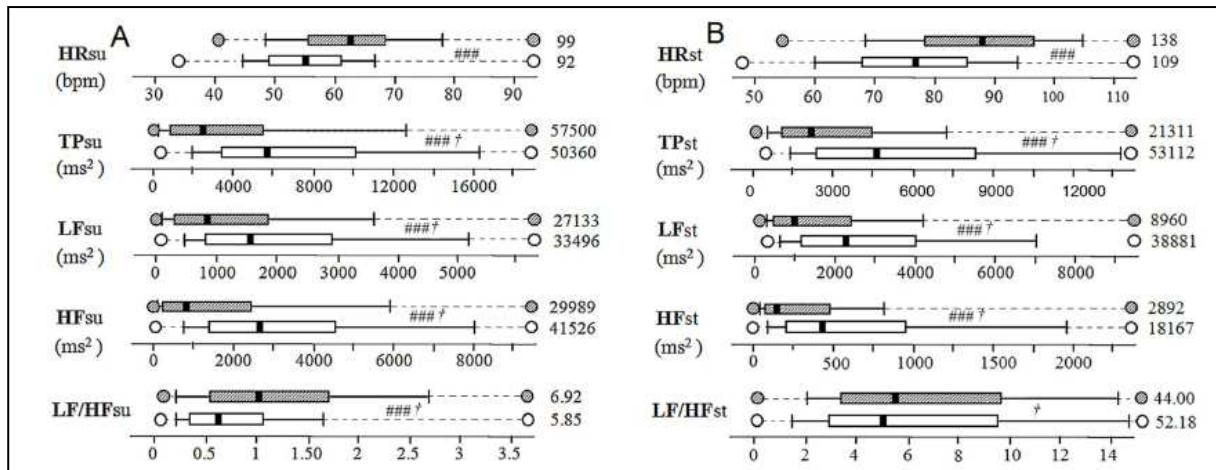 A
HRsu
(bpm)
99
###
92
30 40 50 60 70 80 90
TPsu
(ms2)
57500
### †
50360
0 4000 8000 12000 16000
LFsu
(ms2)
27133
### †
33496
0 1000 2000 3000 4000 5000
HFsu
(ms2)
29989
### †
41526
0 2000 4000 6000 8000
LF/HFsu
6.92
### †
5.85
0 0.5 1 1.5 2 2.5 3 3.5
B
HRst
(bpm)
138
###
109
50 60 70 80 90 100 110
TPst
(ms2)
21311
### †
53112
0 3000 6000 9000 12000
LFst
(ms2)
8960
### †
38881
0 2000 4000 6000 8000
HFst
(ms2)
2892
### †
18167
0 500 1000 1500 2000
LF/HFst
44.00
†
52.18
0 2 4 6 8 10 12 14